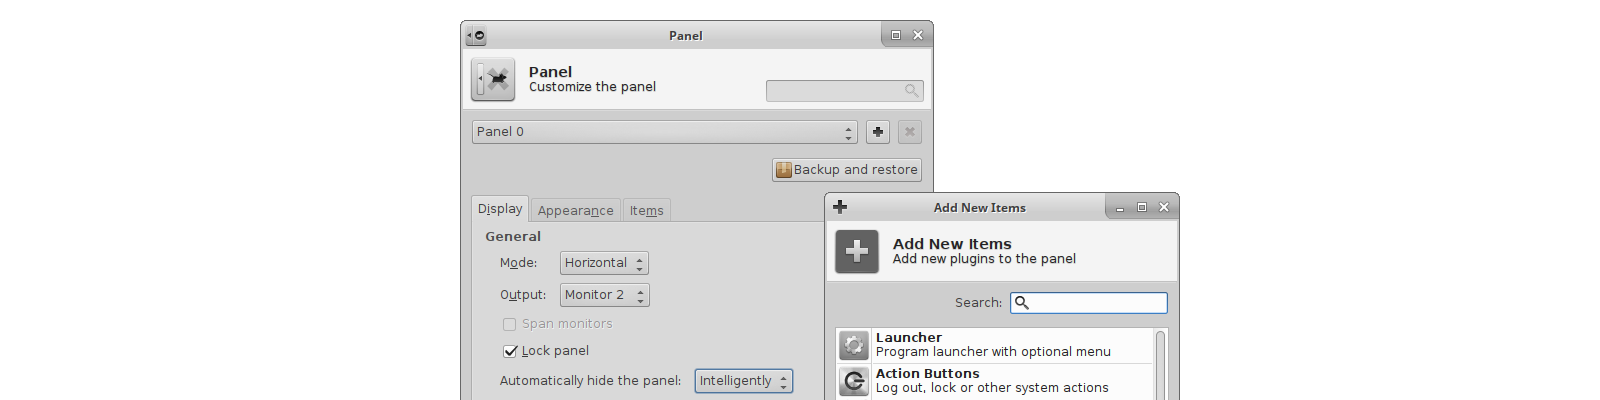 Panel
Panel
Customize the panel
Panel 0
Backup and restore
Display
Appearance
Items
General
Mode:
Horizontal
Output:
Monitor 2
Span monitors
Lock panel
Automatically hide the panel:
Intelligently
Add New Items
Add New Items
Add new plugins to the panel
Search:
Launcher
Program launcher with optional menu
Action Buttons
Log out, lock or other system actions